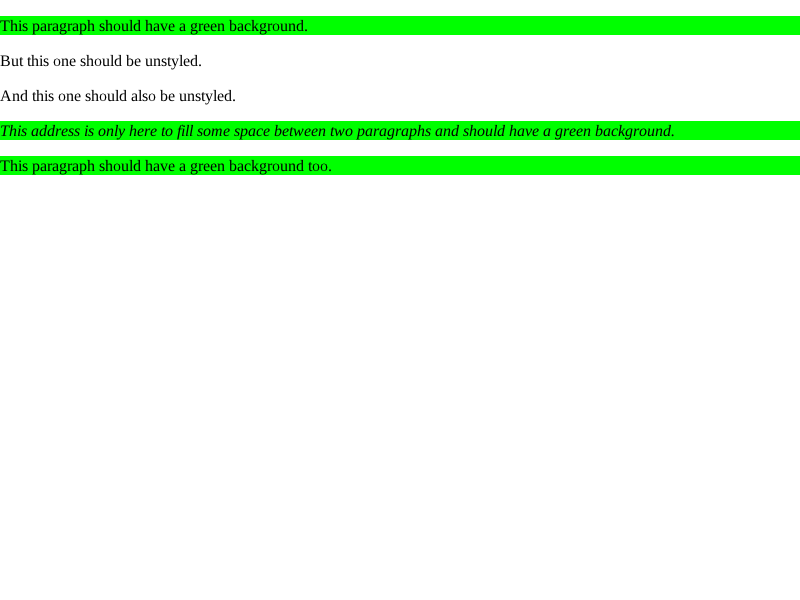 This paragraph should have a green background.
But this one should be unstyled.
And this one should also be unstyled.
This address is only here to fill some space between two paragraphs and should have a green background.
This paragraph should have a green background too.